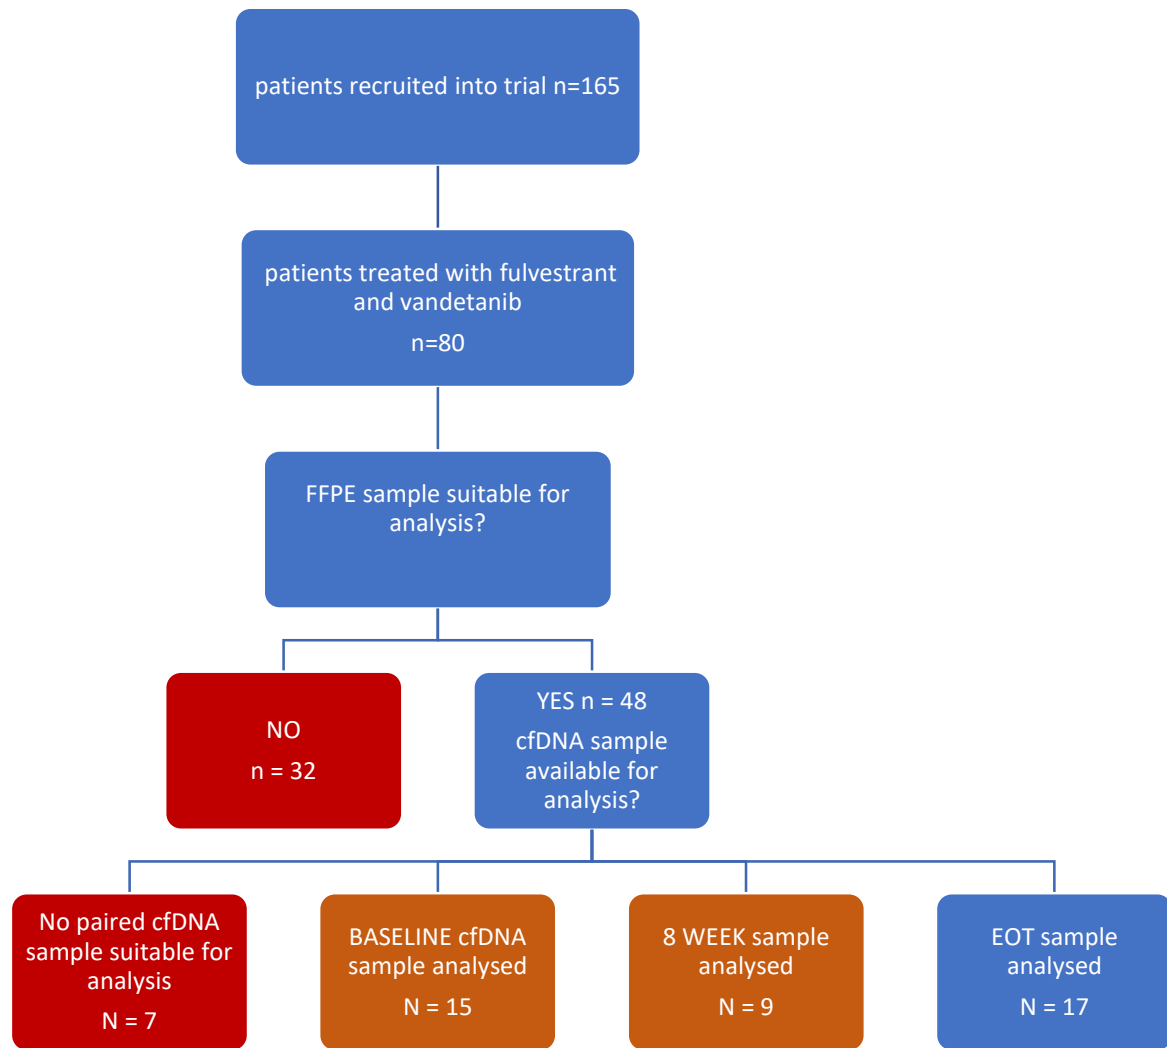 patients recruited into trial n=165
patients treated with fulvestrant
and vandetanib
n=80
FFPE sample suitable for
analysis?
NO
n = 32
YES n = 48
cfDNA sample
available for
analysis?
No paired cfDNA
sample suitable for
analysis
N = 7
BASELINE cfDNA
sample analysed
N = 15
8 WEEK sample
analysed
N = 9
EOT sample
analysed
N = 17